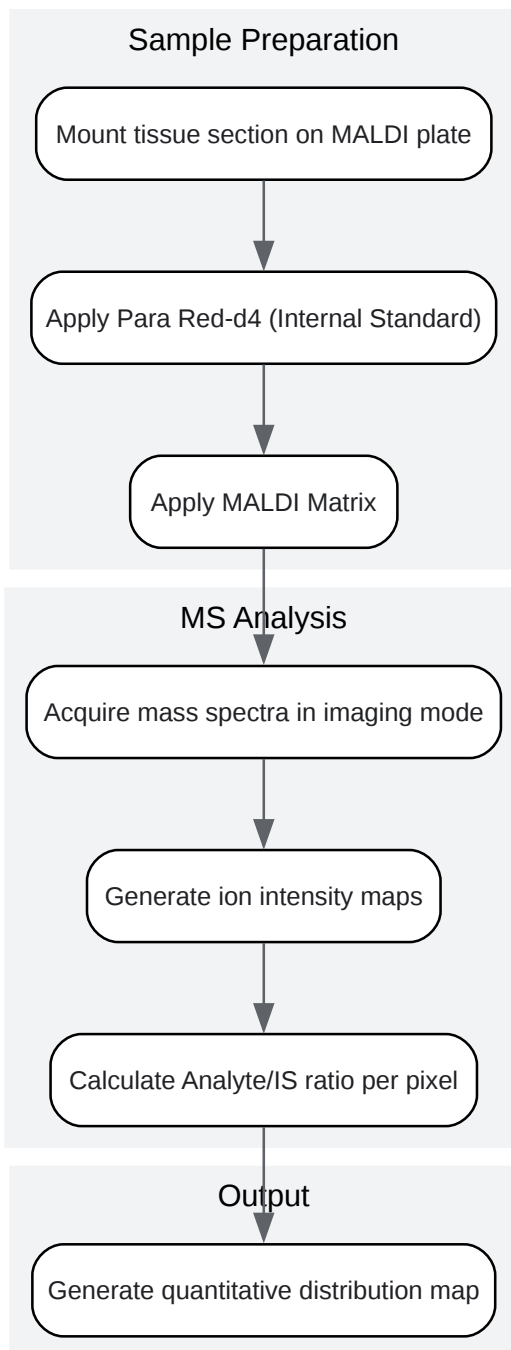 Sample Preparation
Mount tissue section on MALDI plate
Apply Para Red-d4 (Internal Standard)
Apply MALDI Matrix
MS Analysis
Acquire mass spectra in imaging mode
Generate ion intensity maps
Calculate Analyte/IS ratio per pixel
Output
Generate quantitative distribution map